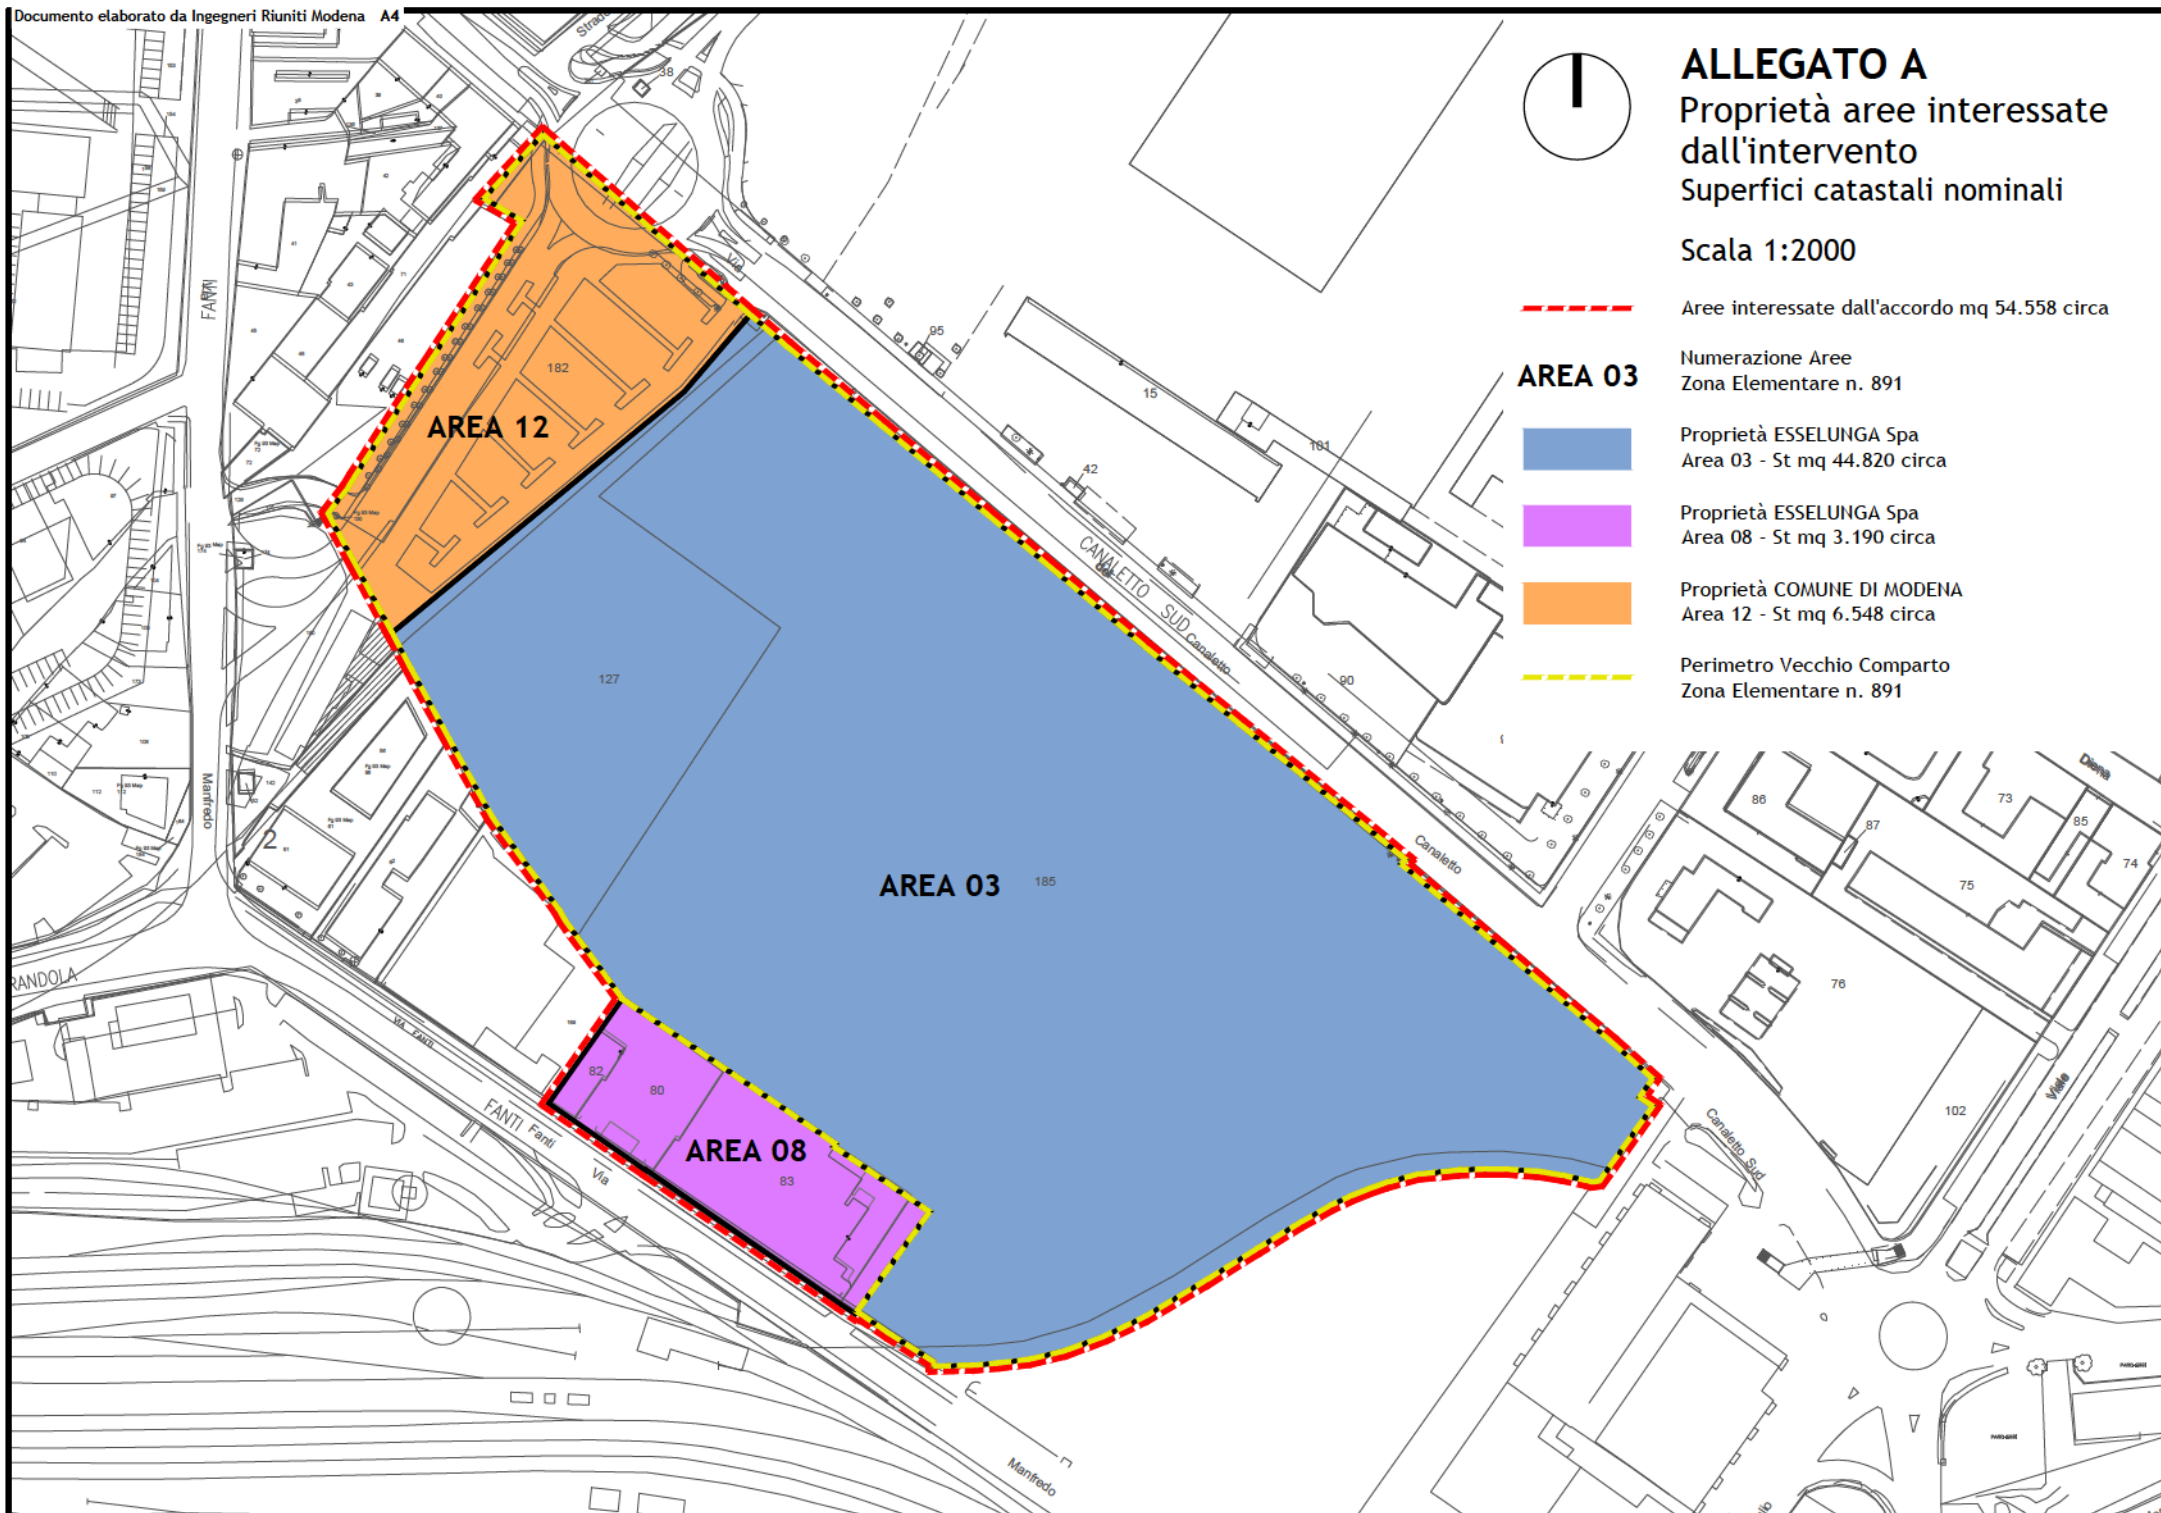 Documento elaborato da Ingegneri Riuniti Modena A4
ALLEGATO A
Proprietà aree interessate
dall'intervento
Superfici catastali nominali
Scala 1:2000
Aree interessate dall'accordo mq 54.558 circa
AREA 03
Numerazione Aree
Zona Elementare n. 891
Proprietà ESSELUNGA Spa
Area 03 - St mq 44.820 circa
Proprietà ESSELUNGA Spa
Area 08 - St mq 3.190 circa
Proprietà COMUNE DI MODENA
Area 12 - St mq 6.548 circa
Perimetro Vecchio Comparto
Zona Elementare n. 891
38
FANTI
Via
182
AREA 12
95
15
101
42
CANALETTO SUD
del
Canaletto
90
127
Manfredo
2
AREA 03
185
Canaletto
86
87
73
85
74
75
76
Diena
102
Viale
Canaletto Sud
RANDOLA
VIA FANTI
82
80
AREA 08
83
FANTI
Fanti
Via
Manfredo